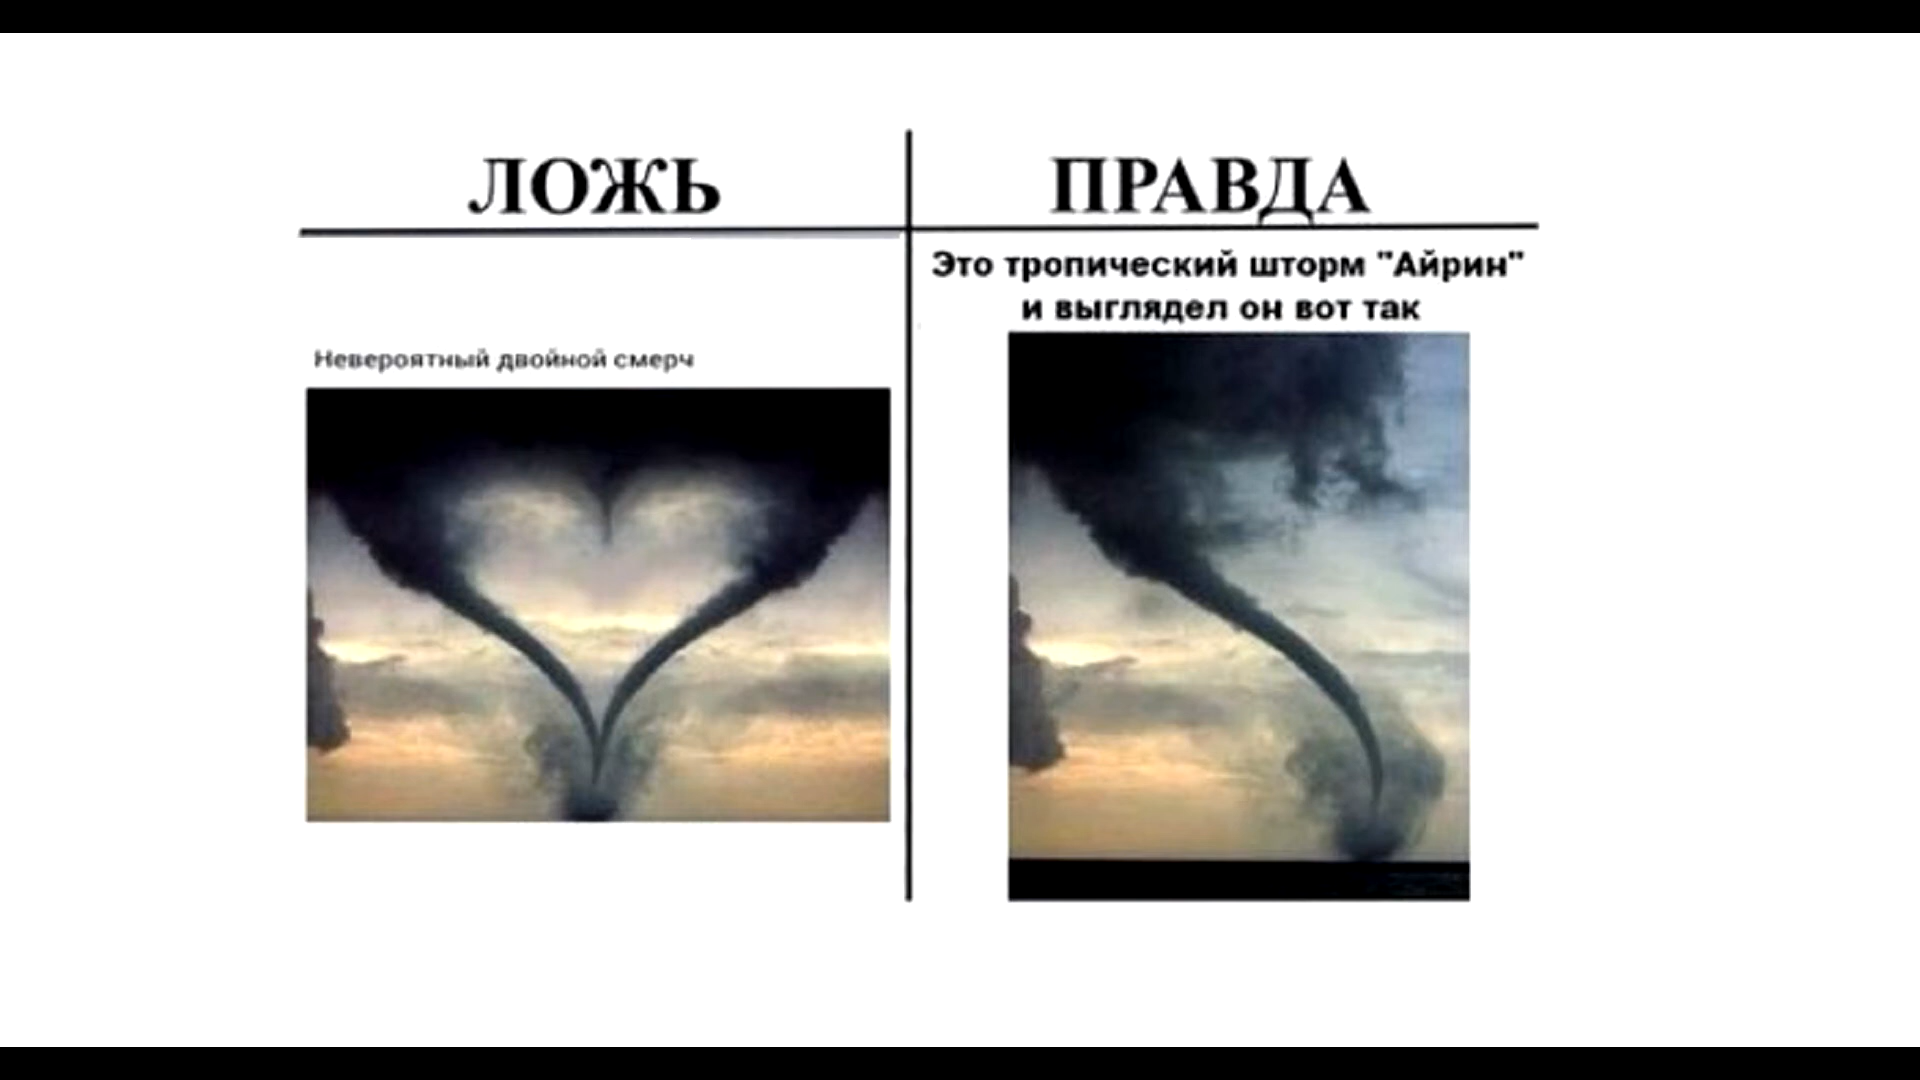 ЛОЖЬ
ПРАВДА
Невероятный двойной смерч
Это тропический шторм "Айрин"
и выглядел он вот так